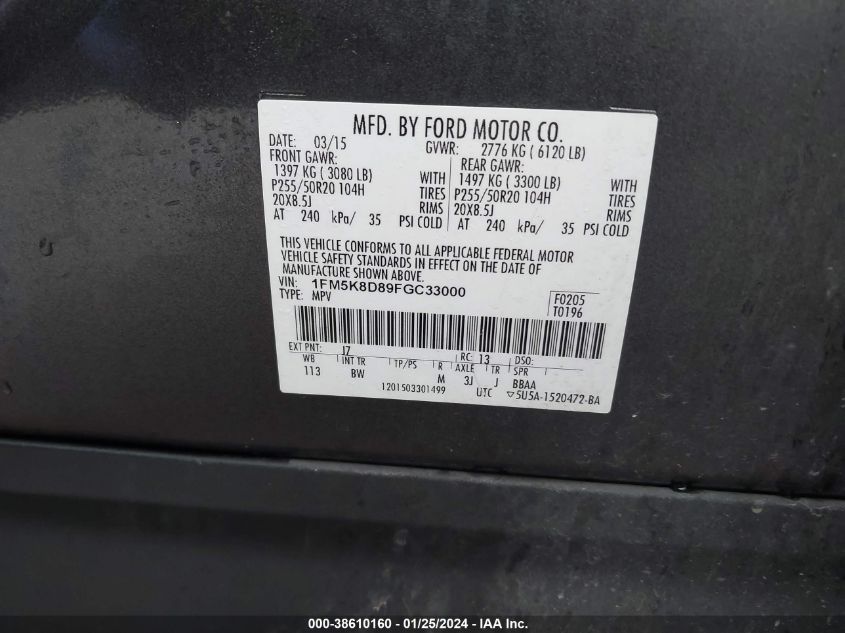 MFD. BY FORD MOTOR CO.
DATE: 03/15 GVWR: 2776 KG ( 6120 LB)
FRONT GAWR: REAR GAWR:
1397 KG ( 3080 LB) WITH 1497 KG ( 3300 LB) WITH
P255/50R20 104H TIRES P255/50R20 104H TIRES
20X8.5J RIMS 20X8.5J RIMS
AT 240 kPa/ 35 PSI COLD AT 240 kPa/ 35 PSI COLD
THIS VEHICLE CONFORMS TO ALL APPLICABLE FEDERAL MOTOR
VEHICLE SAFETY STANDARDS IN EFFECT ON THE DATE OF
MANUFACTURE SHOWN ABOVE.
VIN: 1FM5K8D89FGC33000
TYPE: MPV
F0205
T0196
EXT PNT: J7 RC: 13 DSO:
WB INT TR TP/PS R AXLE TR SPR
113 BW M 3J J BBAA
1201503301499 UTC ▽5U5A-1520472-BA
000-38610160 - 01/25/2024 - IAA Inc.